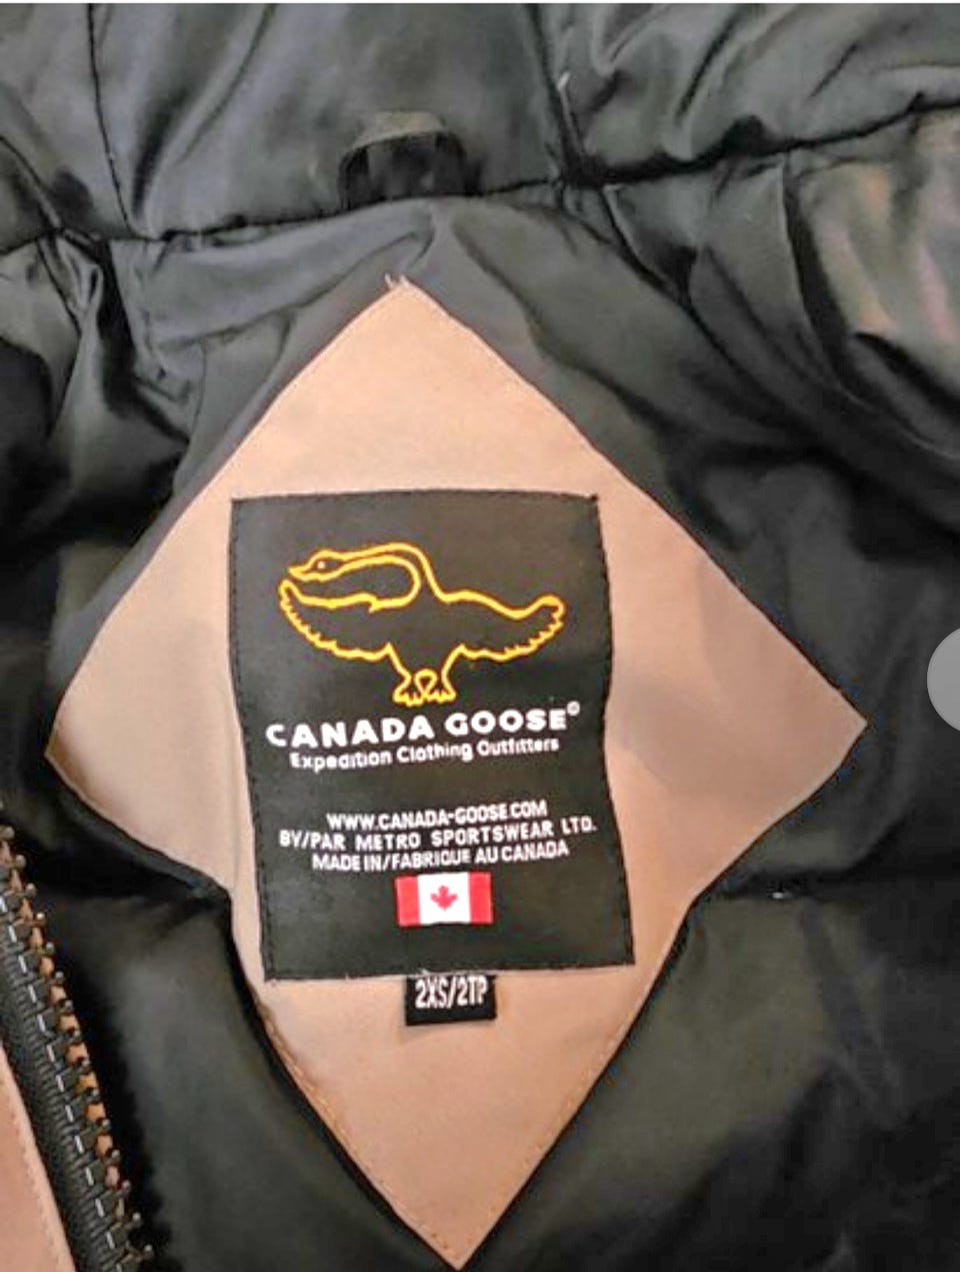 CANADA GOOSE©
Expedition Clothing Outfitters
WWW.CANADA-GOOSE.COM
BY/PAR METRO SPORTSWEAR LTD.
MADE IN/FABRIQUE AU CANADA
2XS/2TP